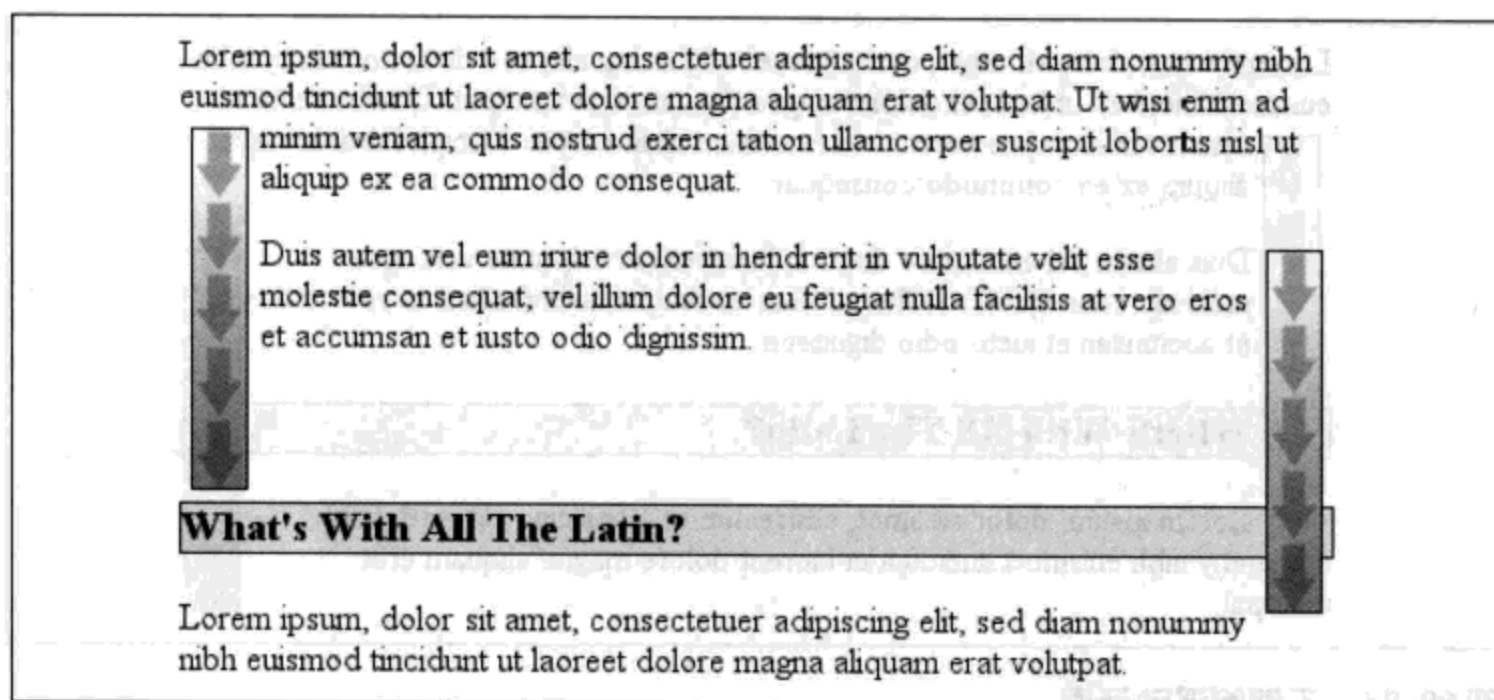 Lorem ipsum, dolor sit amet, consectetuer adipiscing elit, sed diam nonummy nibh
euismod tincidunt ut laoreet dolore magna aliquam erat volutpat. Ut wisi enim ad
minim veniam, quis nostrud exerci tation ullamcorper suscipit lobortis nisl ut
aliquip ex ea commodo consequat.
Duis autem vel eum iriure dolor in hendrerit in vulputate velit esse
molestie consequat, vel illum dolore eu feugiat nulla facilisis at vero eros
et accumsan et iusto odio dignissim.
What's With All The Latin?
Lorem ipsum, dolor sit amet, consectetuer adipiscing elit, sed diam nonummy
nibh euismod tincidunt ut laoreet dolore magna aliquam erat volutpat.